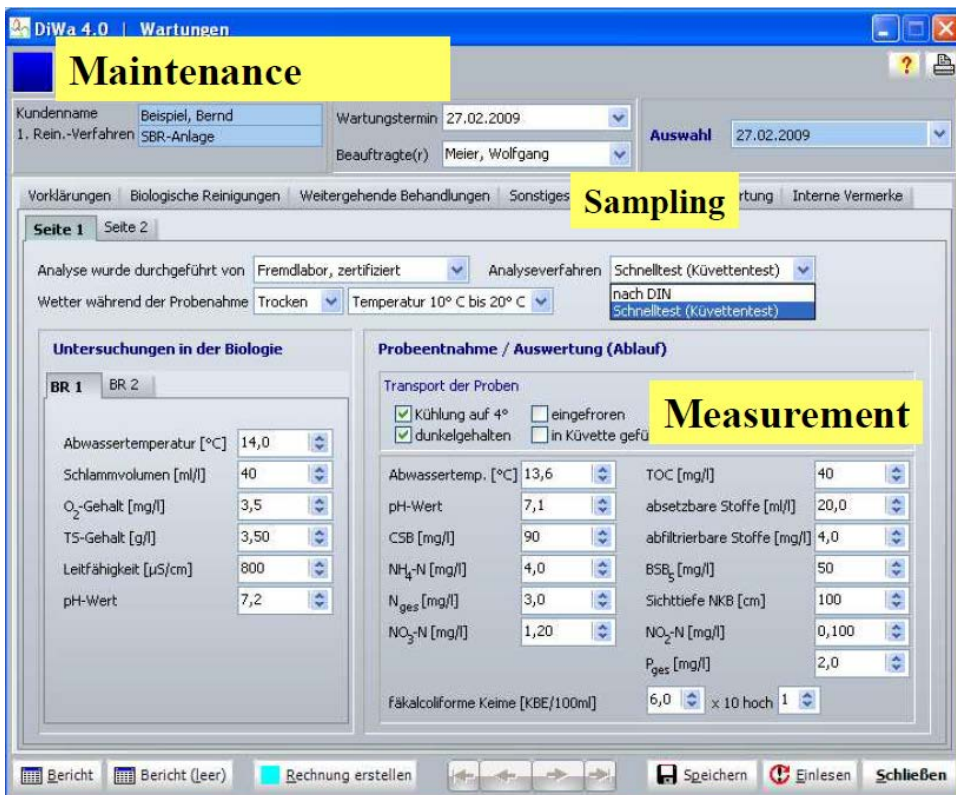 DiWa 4.0 | Wartungen
Maintenance
?
Kundenname Beispiel, Bernd
1. Rein.-Verfahren SBR-Anlage
Wartungstermin 27.02.2009
Beauftragte(r) Meier, Wolfgang
Auswahl 27.02.2009
Vorklärungen Biologische Reinigungen Weitergehende Behandlungen Sonstiges Sampling rtung Interne Vermerke
Seite 1 Seite 2
Analyse wurde durchgeführt von Fremdlabor, zertifiziert Analyseverfahren Schnelltest (Küvettentest)
nach DIN
Schnelltest (Küvettentest)
Wetter während der Probenahme Trocken Temperatur 10° C bis 20° C
Untersuchungen in der Biologie
BR 1 BR 2
Abwassertemperatur [°C] 14,0
Schlammvolumen [ml/l] 40
O2-Gehalt [mg/l] 3,5
TS-Gehalt [g/l] 3,50
Leitfähigkeit [µS/cm] 800
pH-Wert 7,2
Probeentnahme / Auswertung (Ablauf)
Transport der Proben
Kühlung auf 4° eingefroren
dunkelgehalten in Küvette gefü
Measurement
Abwassertemp. [°C] 13,6 TOC [mg/l] 40
pH-Wert 7,1 absetzbare Stoffe [ml/l] 20,0
CSB [mg/l] 90 abfiltrierbare Stoffe [mg/l] 4,0
NH4-N [mg/l] 4,0 BSB5 [mg/l] 50
Nges [mg/l] 3,0 Sichttiefe NKB [cm] 100
NO3-N [mg/l] 1,20 NO2-N [mg/l] 0,100
Pges [mg/l] 2,0
fäkalcoliforme Keime [KBE/100ml] 6,0 x 10 hoch 1
Bericht Bericht (leer) Rechnung erstellen Speichern Einlesen Schließen